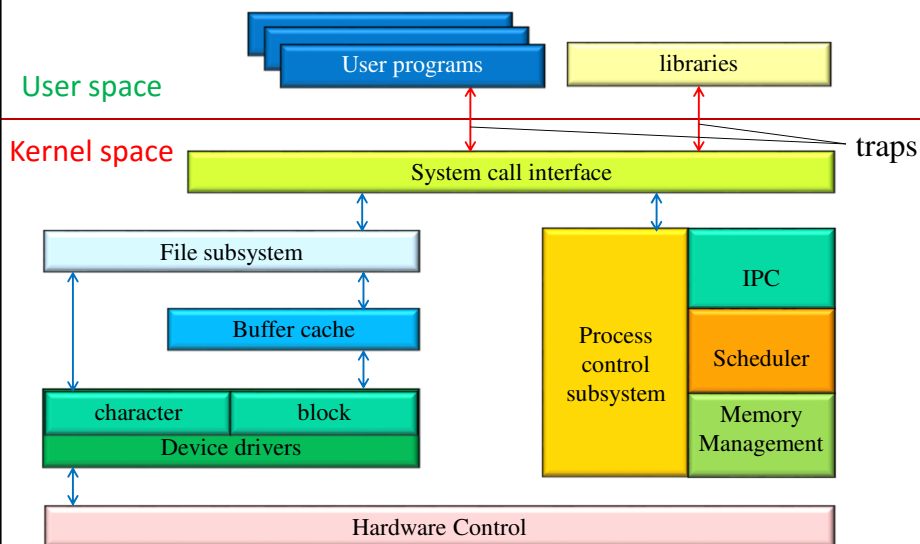 User programs
libraries
User space
Kernel space
traps
System call interface
File subsystem
Buffer cache
character
block
Device drivers
Process
control
subsystem
IPC
Scheduler
Memory
Management
Hardware Control